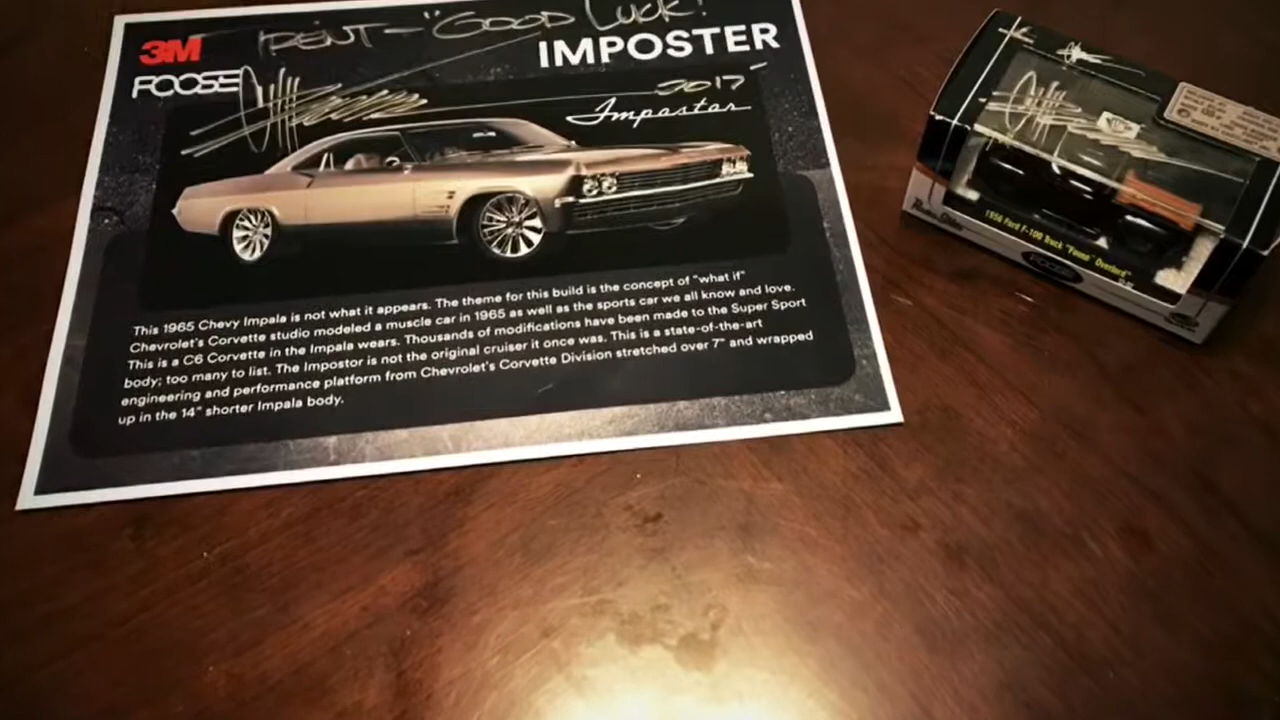 TRENT - "GOOD LUCK!
3M
IMPOSTER
FOOSE
2017
Impostor
This 1965 Chevy Impala is not what it appears. The theme for this build is the concept of "what if"
Chevrolet's Corvette studio modeled a muscle car in 1965 as well as the sports car we all know and love.
This is a C6 Corvette in the Impala wears. Thousands of modifications have been made to the Super Sport
body; too many to list. The Impostor is not the original cruiser it once was. This is a state-of-the-art
engineering and performance platform from Chevrolet's Corvette Division stretched over 7" and wrapped
up in the 14" shorter Impala body.
1956 Ford F-100 Truck "Foose" Overlord"
FOOSE